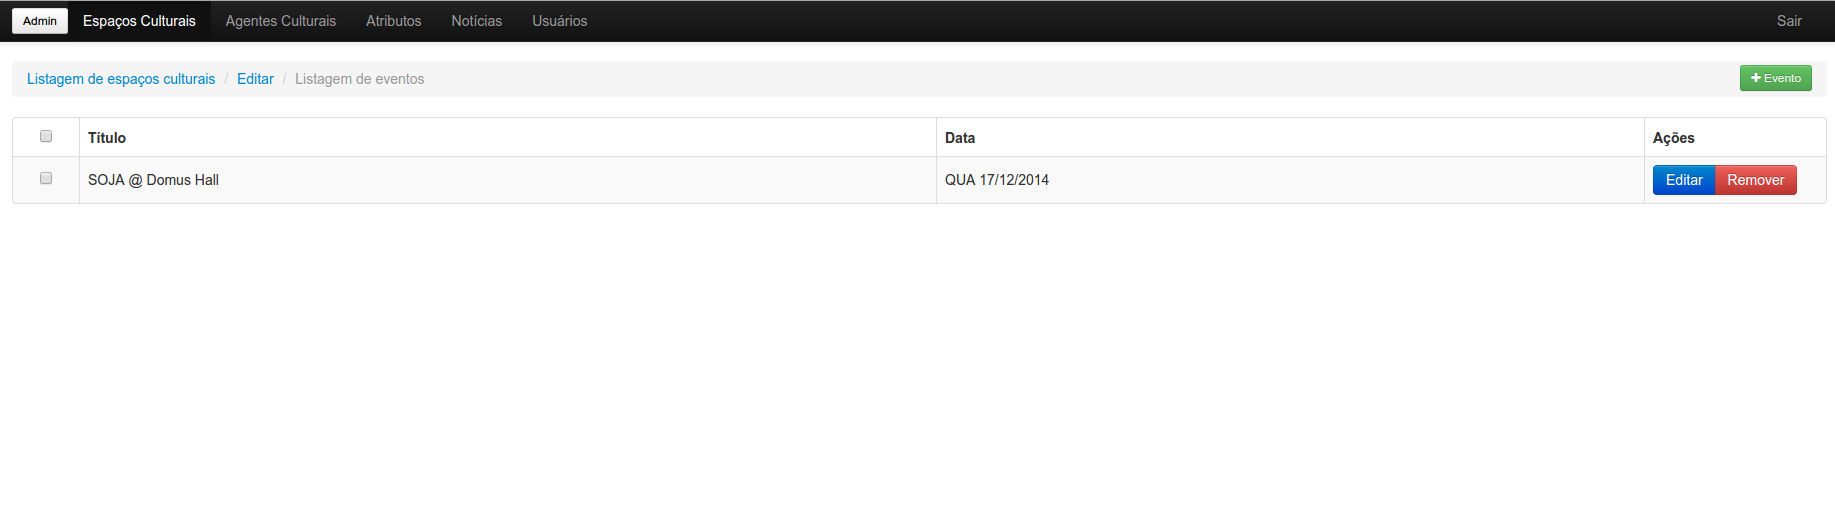 Admin Espaços Culturais Agentes Culturais Atributos Notícias Usuários Sair
Listagem de espaços culturais / Editar / Listagem de eventos + Evento
Título Data Ações
SOJA @ Domus Hall QUA 17/12/2014 Editar Remover